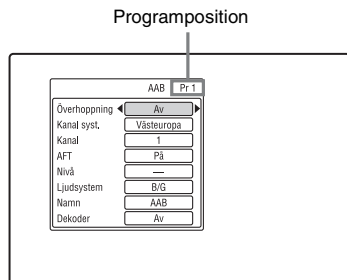 Programposition
AAB Pr 1
Överhoppning Av
Kanal syst. Västeuropa
Kanal 1
AFT På
Nivå —
Ljudsystem B/G
Namn AAB
Dekoder Av